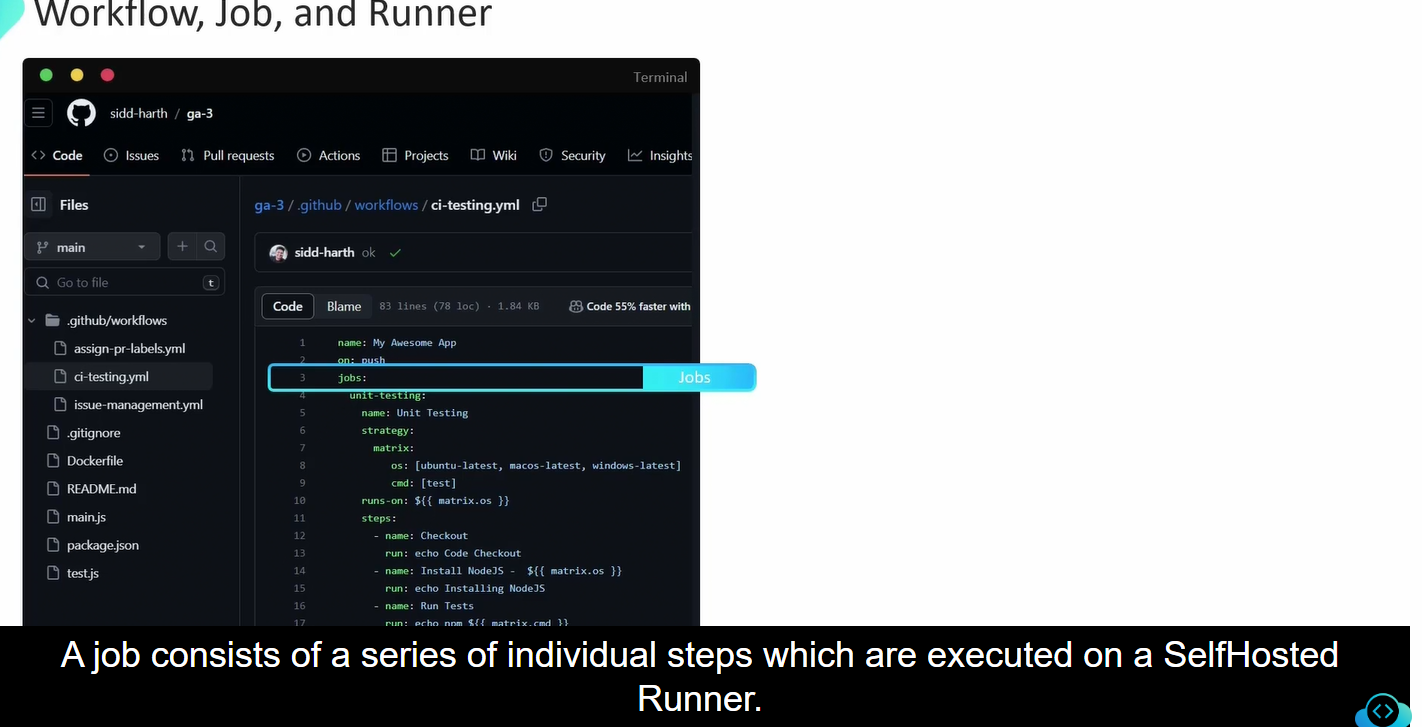 Workflow, Job, and Runner
Terminal
sidd-harth / ga-3
Code Issues Pull requests Actions Projects Wiki Security Insights
Files
ga-3 / .github / workflows / ci-testing.yml
main
sidd-harth ok
Go to file t
Code Blame 83 lines (78 loc) · 1.84 KB Code 55% faster with
.github/workflows
assign-pr-labels.yml
ci-testing.yml
issue-management.yml
.gitignore
Dockerfile
README.md
main.js
package.json
test.js
1 name: My Awesome App
2 on: push
3 jobs:
Jobs
4 unit-testing:
5 name: Unit Testing
6 strategy:
7 matrix:
8 os: [ubuntu-latest, macos-latest, windows-latest]
9 cmd: [test]
10 runs-on: ${{ matrix.os }}
11 steps:
12 - name: Checkout
13 run: echo Code Checkout
14 - name: Install NodeJS - ${{ matrix.os }}
15 run: echo Installing NodeJS
16 - name: Run Tests
17 run: echo npm ${{ matrix.cmd }}
A job consists of a series of individual steps which are executed on a SelfHosted
Runner.